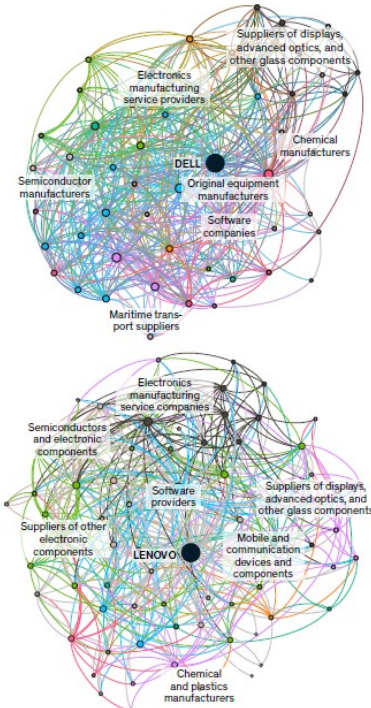 Suppliers of displays,
advanced optics, and
other glass components
Electronics
manufacturing
service providers
Chemical
manufacturers
DELL
Semiconductor
manufacturers
Original equipment
manufacturers
Software
companies
Maritime trans-
port suppliers
Electronics
manufacturing
service companies
Semiconductors
and electronic
components
Software
providers
Suppliers of displays,
advanced optics, and
other glass components
Suppliers of other
electronic
components
LENOVO
Mobile and
communication
devices and
components
Chemical
and plastics
manufacturers